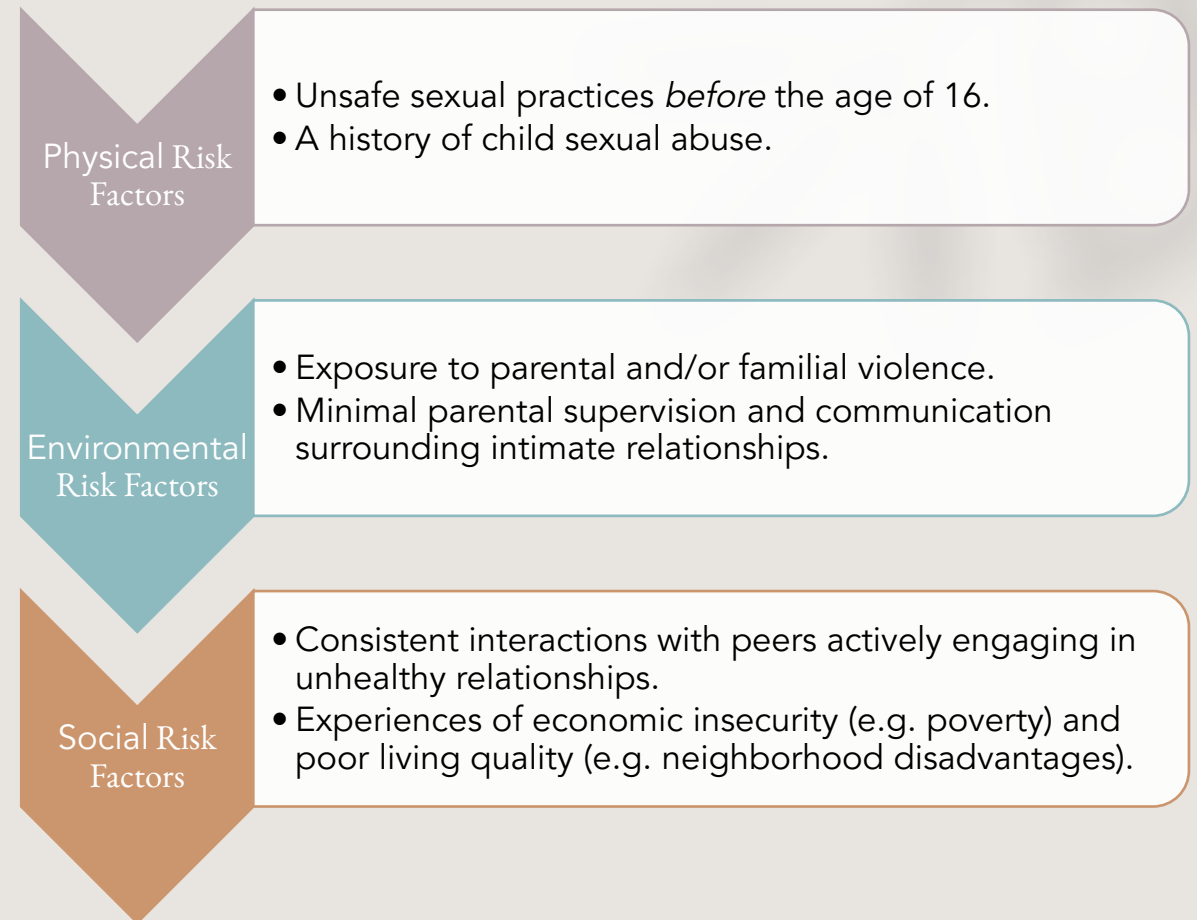 Physical Risk
Factors
• Unsafe sexual practices before the age of 16.
• A history of child sexual abuse.
Environmental
Risk Factors
• Exposure to parental and/or familial violence.
• Minimal parental supervision and communication
surrounding intimate relationships.
Social Risk
Factors
• Consistent interactions with peers actively engaging in
unhealthy relationships.
• Experiences of economic insecurity (e.g. poverty) and
poor living quality (e.g. neighborhood disadvantages).